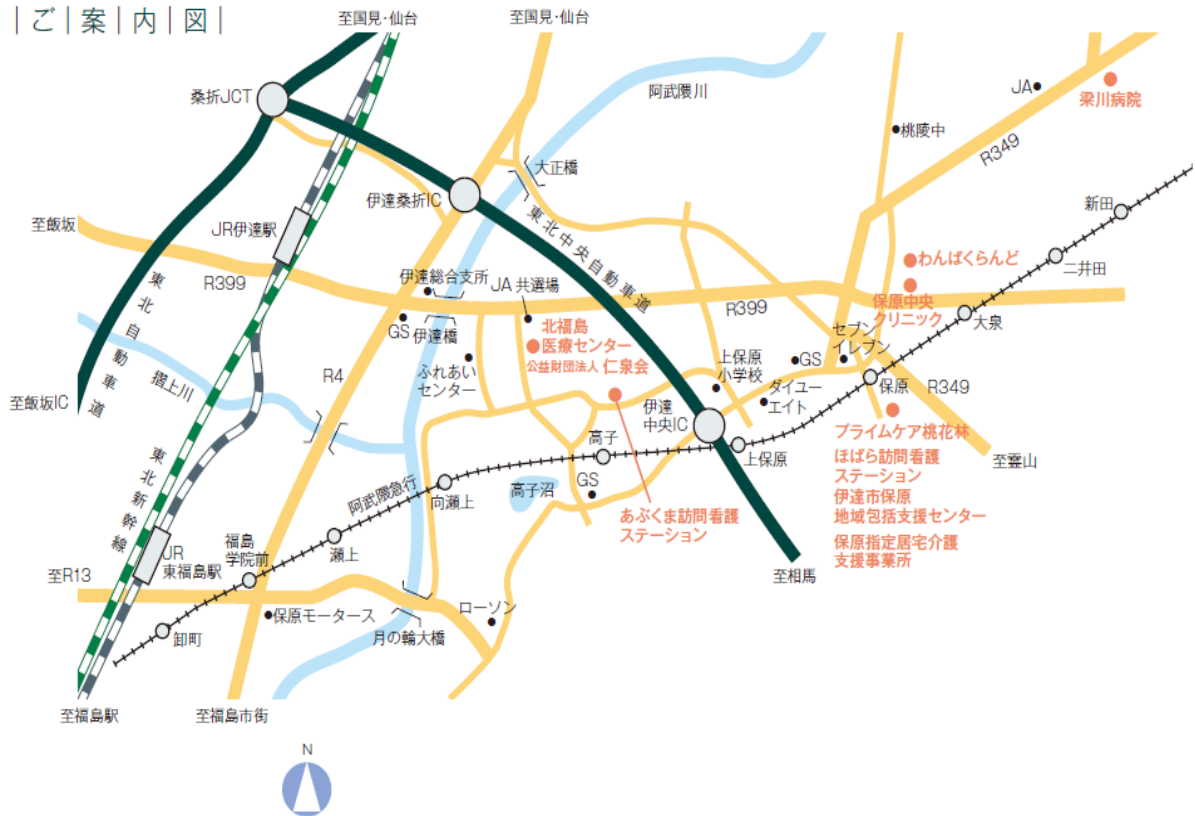 ご案内図
至国見・仙台
至国見・仙台
桑折JCT
阿武隈川
JA
梁川病院
桃陵中
R349
大正橋
伊達桑折IC
新田
至飯坂
JR伊達駅
東北中央自動車道
わんぱくらんど
二井田
東北自動車道
R399
伊達総合支所
JA 共選場
R399
保原中央
クリニック
大泉
GS
伊達橋
北福島
医療センター
公益財団法人 仁泉会
セブン
イレブン
摺上川
R4
ふれあい
センター
上保原
小学校
GS
ダイユー
エイト
保原
R349
至飯坂IC
伊達
中央IC
プライムケア桃花林
東北新幹線
高子
上保原
ほばら訪問看護
ステーション
至霊山
阿武隈急行
向瀬上
高子沼
GS
伊達市保原
地域包括支援センター
あぶくま訪問看護
ステーション
保原指定居宅介護
支援事業所
福島
学院前
瀬上
JR
東福島駅
至R13
至相馬
保原モータース
ローソン
卸町
月の輪大橋
至福島駅
至福島市街
N